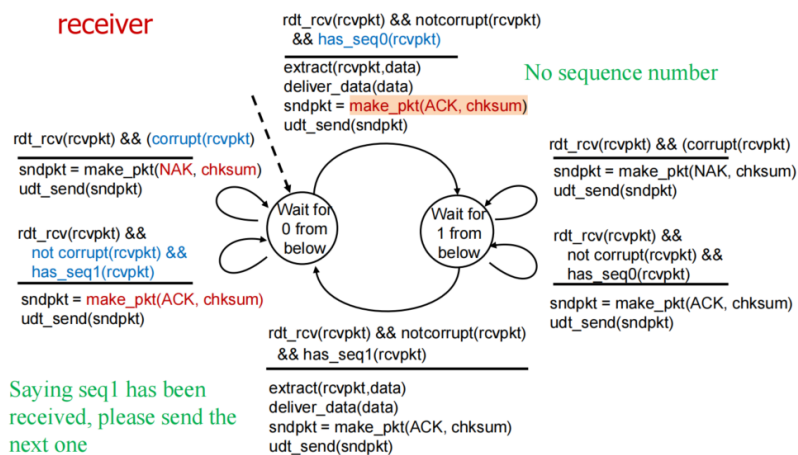 receiver
rdt_rcv(rcvpkt) && notcorrupt(rcvpkt)
&& has_seq0(rcvpkt)
extract(rcvpkt,data)
deliver_data(data)
sndpkt = make_pkt(ACK, chksum)
udt_send(sndpkt)
No sequence number
rdt_rcv(rcvpkt) && (corrupt(rcvpkt)
sndpkt = make_pkt(NAK, chksum)
udt_send(sndpkt)
rdt_rcv(rcvpkt) &&
not corrupt(rcvpkt) &&
has_seq1(rcvpkt)
sndpkt = make_pkt(ACK, chksum)
udt_send(sndpkt)
Wait for
0 from
below
Wait for
1 from
below
rdt_rcv(rcvpkt) && (corrupt(rcvpkt)
sndpkt = make_pkt(NAK, chksum)
udt_send(sndpkt)
rdt_rcv(rcvpkt) &&
not corrupt(rcvpkt) &&
has_seq0(rcvpkt)
sndpkt = make_pkt(ACK, chksum)
udt_send(sndpkt)
rdt_rcv(rcvpkt) && notcorrupt(rcvpkt)
&& has_seq1(rcvpkt)
extract(rcvpkt,data)
deliver_data(data)
sndpkt = make_pkt(ACK, chksum)
udt_send(sndpkt)
Saying seq1 has been
received, please send the
next one